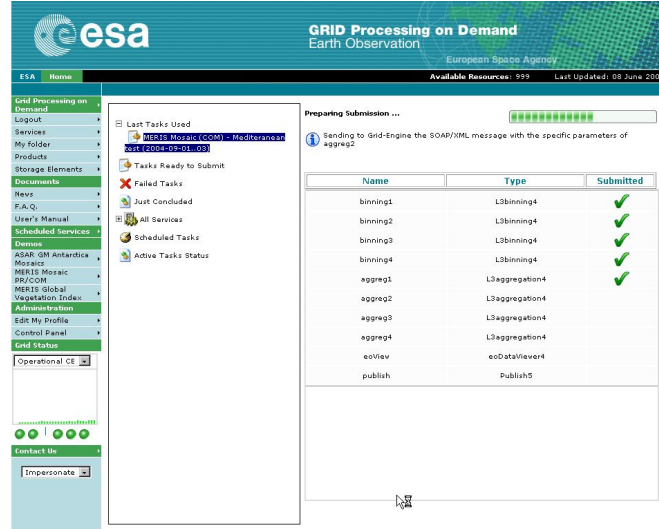 esa
GRID Processing on Demand
Earth Observation
European Space Agency
ESA Home
Available Resources: 999 Last Updated: 08 June 200
Grid Processing on
Demand
Logout
Services
My folder
Products
Storage Elements
Documents
News
F.A.Q.
User's Manual
Scheduled Services
Demos
ASAR GM Antarctica
Mosaics
MERIS Mosaic
PR/COM
MERIS Global
Vegetation Index
Administration
Edit My Profile
Control Panel
Grid Status
Operational CE
Contact Us
Impersonate
Last Tasks Used
MERIS Mosaic (COM) - Mediteranean
test (2004-09-01..03)
Tasks Ready to Submit
Failed Tasks
Just Concluded
All Services
Scheduled Tasks
Active Tasks Status
Preparing Submission ...
Sending to Grid-Engine the SOAP/XML message with the specific parameters of
aggreg2
Name Type Submitted
binning1 L3binning4
binning2 L3binning4
binning3 L3binning4
binning4 L3binning4
aggreg1 L3aggregation4
aggreg2 L3aggregation4
aggreg3 L3aggregation4
aggreg4 L3aggregation4
eoView eoDataViewer4
publish Publish5